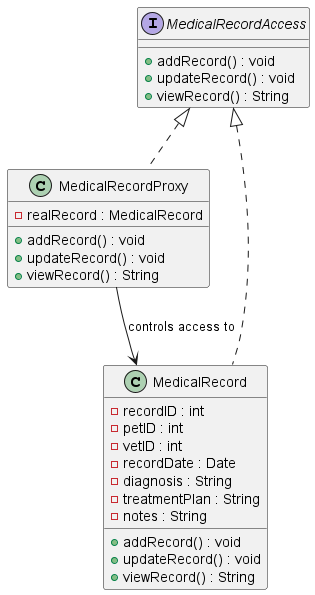 I MedicalRecordAccess
addRecord() : void
updateRecord() : void
viewRecord() : String
C MedicalRecordProxy
realRecord : MedicalRecord
addRecord() : void
updateRecord() : void
viewRecord() : String
controls access to
C MedicalRecord
recordID : int
petID : int
vetID : int
recordDate : Date
diagnosis : String
treatmentPlan : String
notes : String
addRecord() : void
updateRecord() : void
viewRecord() : String